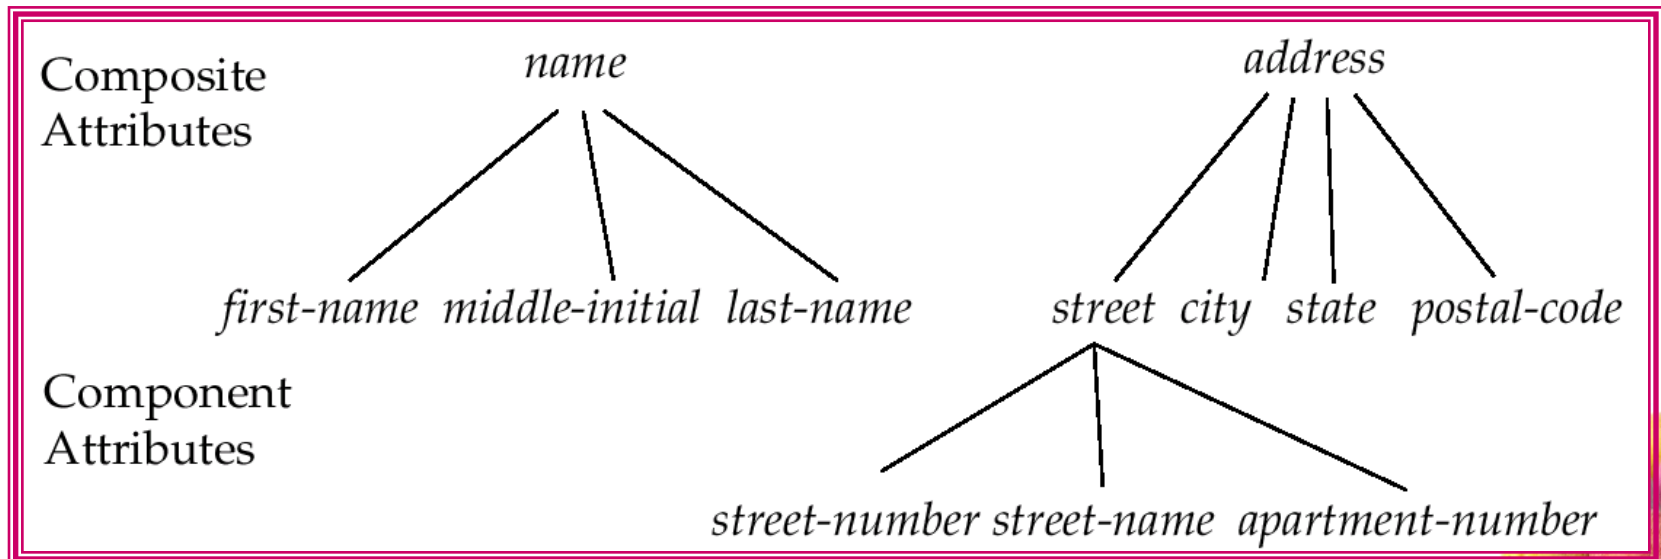 Composite
Attributes
name
address
first-name middle-initial last-name
street city state postal-code
Component
Attributes
street-number street-name apartment-number